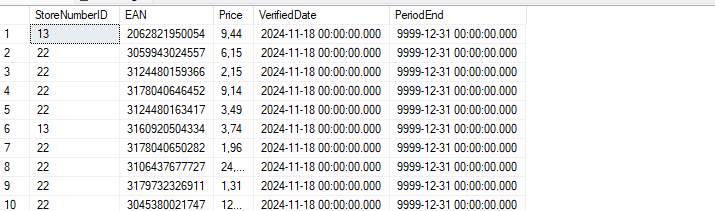 StoreNumberID EAN Price VerifiedDate PeriodEnd
1 13 2062821950054 9,44 2024-11-18 00:00:00.000 9999-12-31 00:00:00.000
2 22 3059943024557 6,15 2024-11-18 00:00:00.000 9999-12-31 00:00:00.000
3 22 3124480159366 2,15 2024-11-18 00:00:00.000 9999-12-31 00:00:00.000
4 22 3178040646452 9,14 2024-11-18 00:00:00.000 9999-12-31 00:00:00.000
5 22 3124480163417 3,49 2024-11-18 00:00:00.000 9999-12-31 00:00:00.000
6 13 3160920504334 3,74 2024-11-18 00:00:00.000 9999-12-31 00:00:00.000
7 22 3178040650282 1,96 2024-11-18 00:00:00.000 9999-12-31 00:00:00.000
8 22 3106437677727 24,... 2024-11-18 00:00:00.000 9999-12-31 00:00:00.000
9 22 3179732326911 1,31 2024-11-18 00:00:00.000 9999-12-31 00:00:00.000
10 22 3045380021747 12... 2024-11-18 00:00:00.000 9999-12-31 00:00:00.000